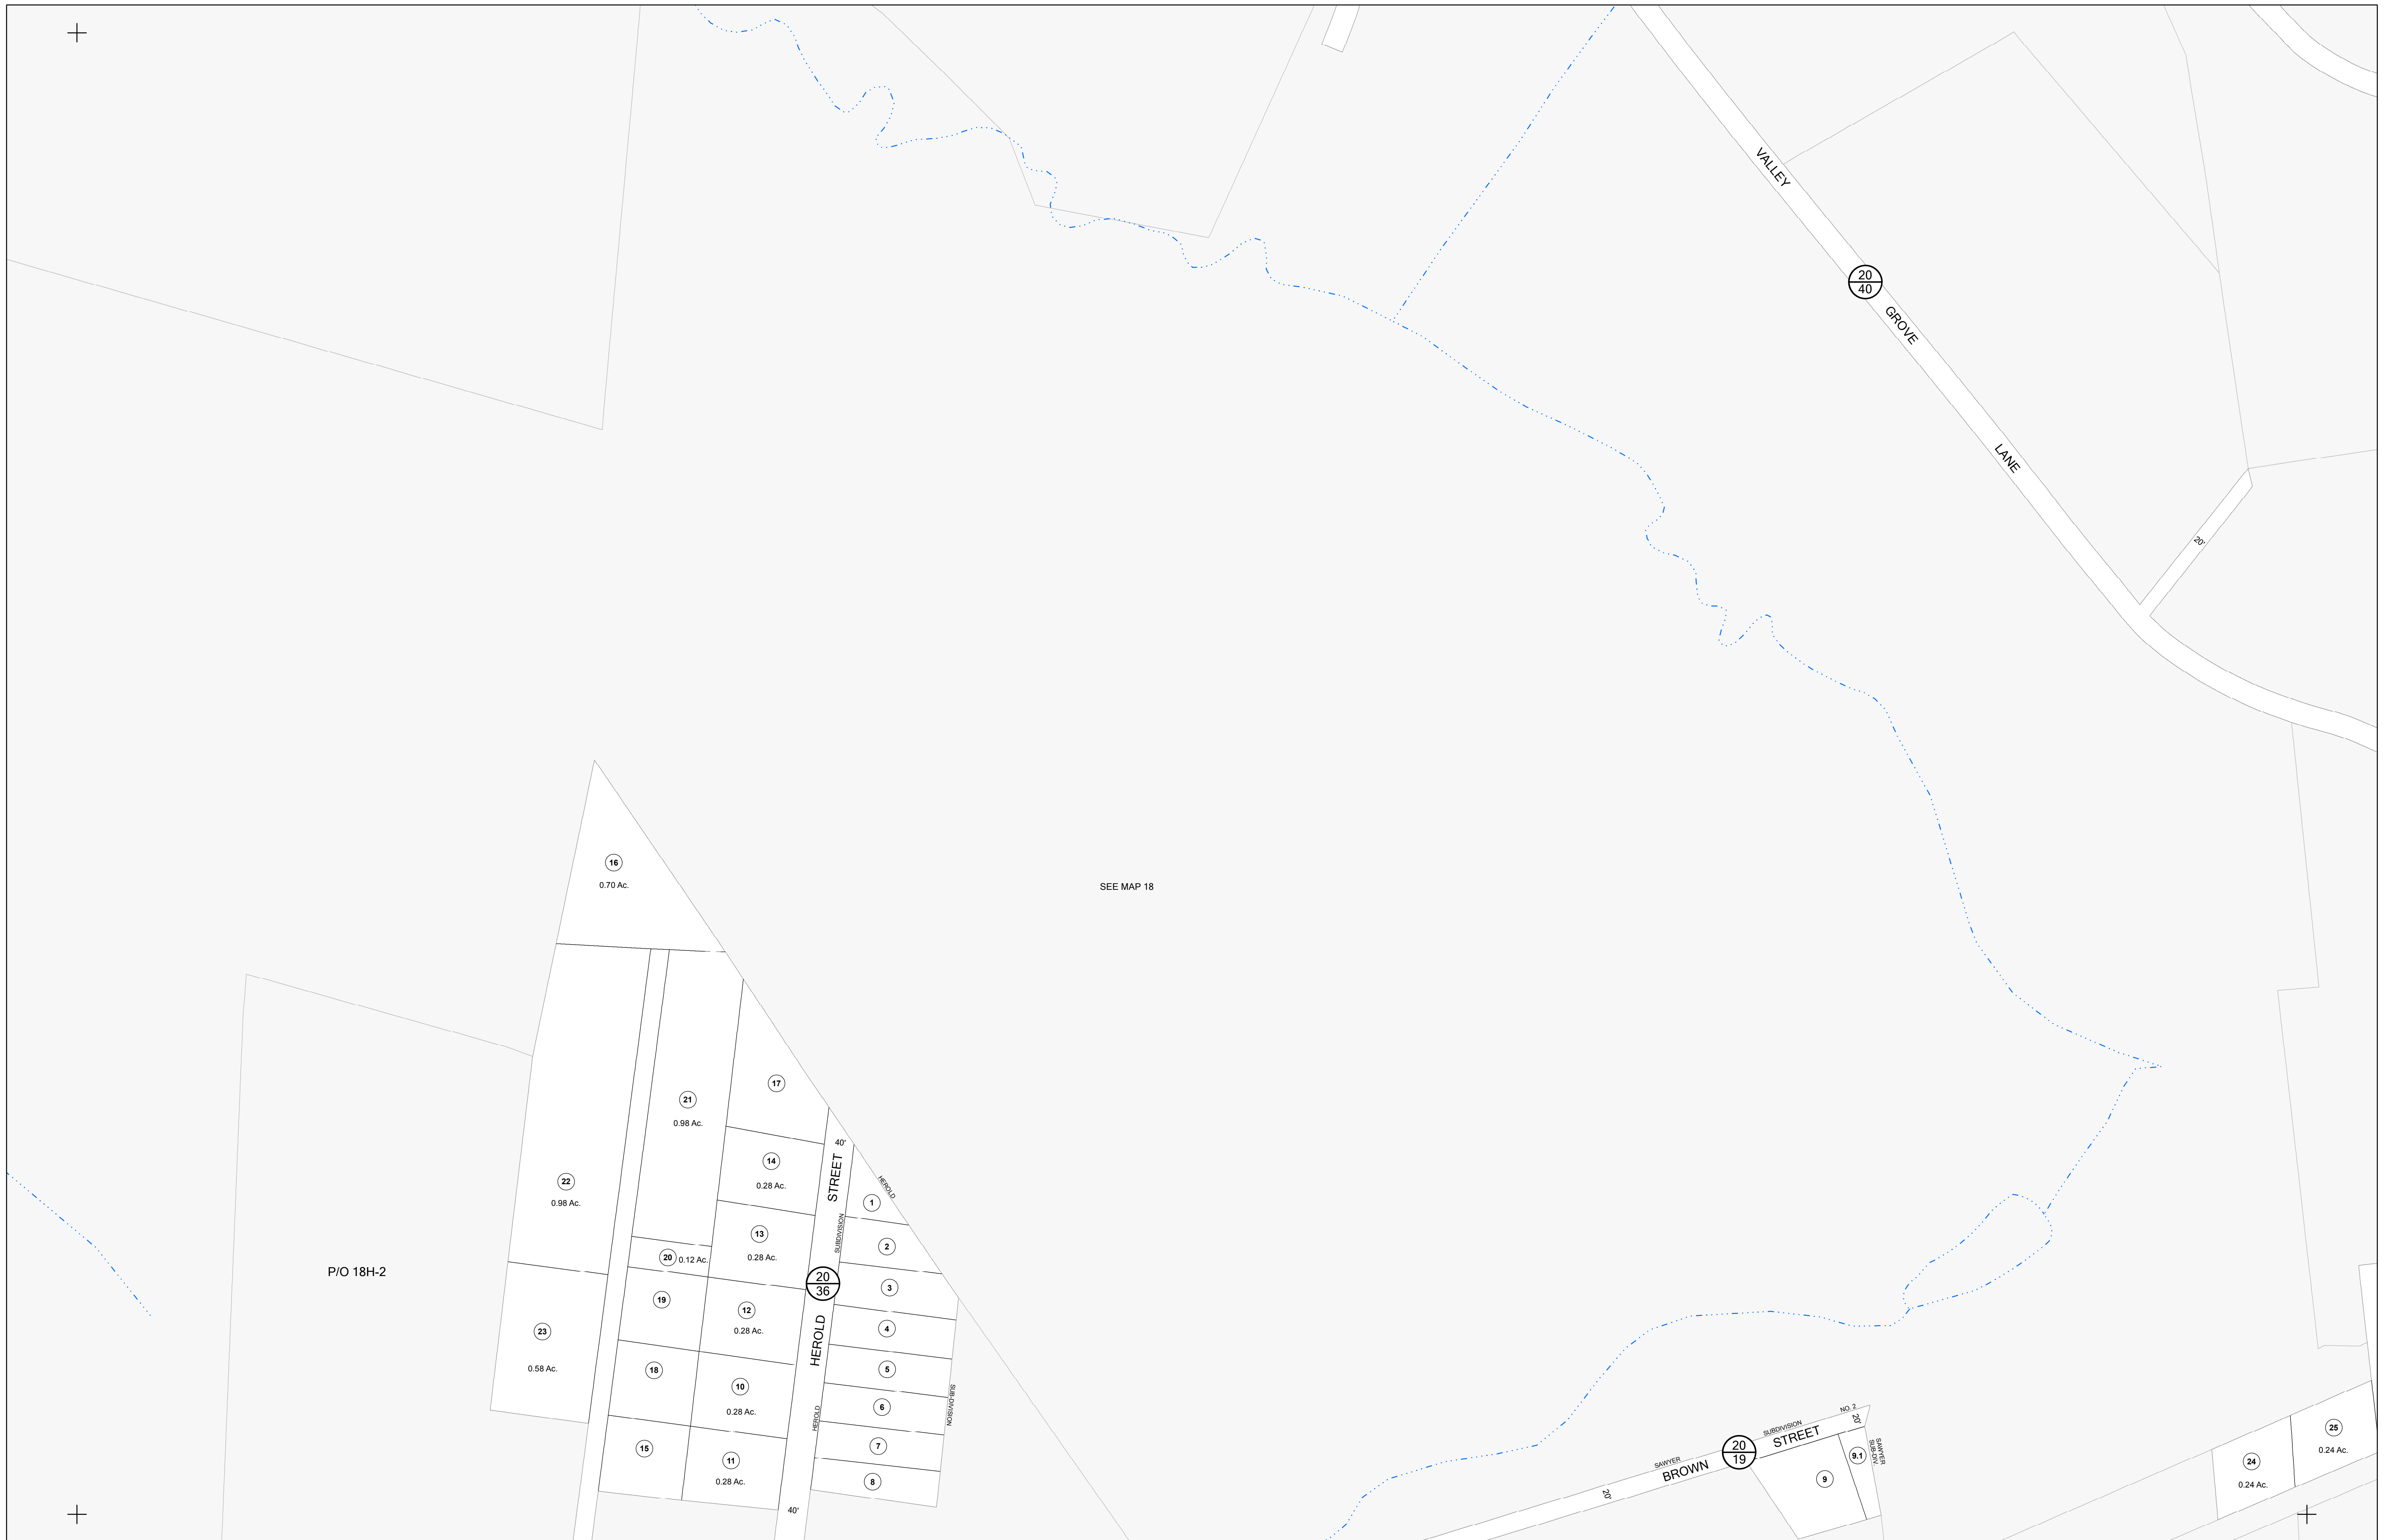 VALLEY
20
40
GROVE
LANE
20'
16
0.70 Ac.
SEE MAP 18
17
21
0.98 Ac.
40'
STREET
14
0.28 Ac.
22
0.98 Ac.
HEROLD
1
SUBDIVISION
13
0.28 Ac.
2
20
0.12 Ac.
P/O 18H-2
20
36
3
19
12
0.28 Ac.
4
HEROLD
23
0.58 Ac.
5
18
10
0.28 Ac.
6
SUB-DIVISION
HEROLD
7
15
11
0.28 Ac.
8
40'
NO. 2
20'
SUBDIVISION
STREET
20
19
SAWYER
BROWN
20'
9
9.1
SAWYER
SUB-DIV.
25
0.24 Ac.
24
0.24 Ac.